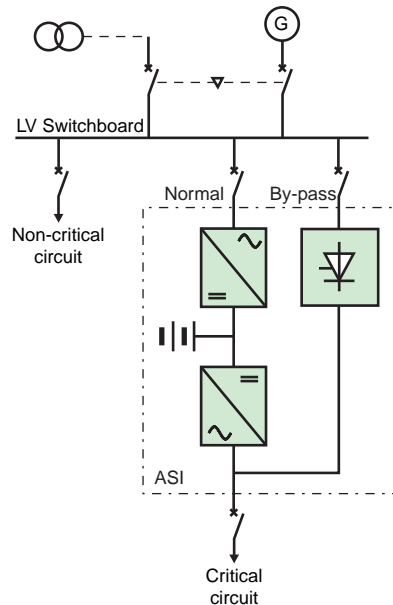 G
LV Switchboard
Normal
By-pass
Non-critical
circuit
ASI
Critical
circuit